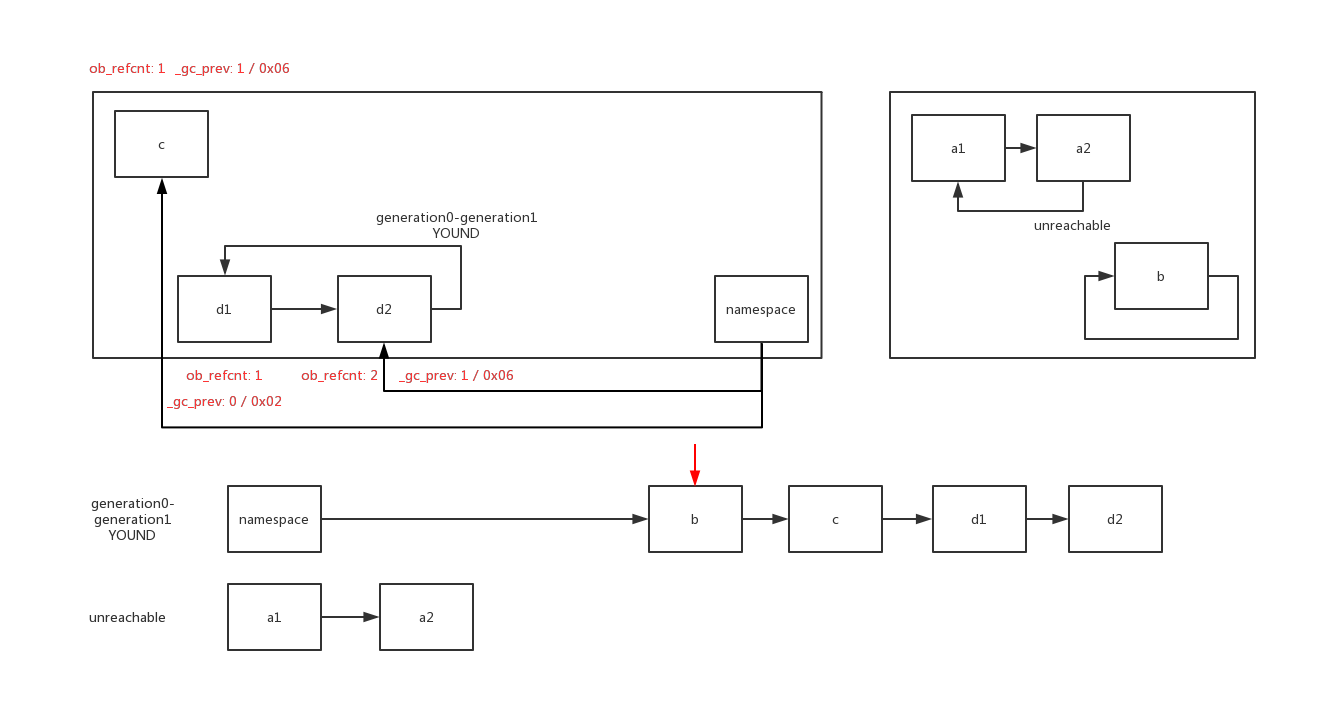 ob_refcnt: 1  _gc_prev: 1 / 0x06
c
a1
a2
generation0-generation1
YOUND
unreachable
d1
d2
namespace
b
ob_refcnt: 1
ob_refcnt: 2
_gc_prev: 1 / 0x06
_gc_prev: 0 / 0x02
generation0-
generation1
YOUND
namespace
b
c
d1
d2
unreachable
a1
a2